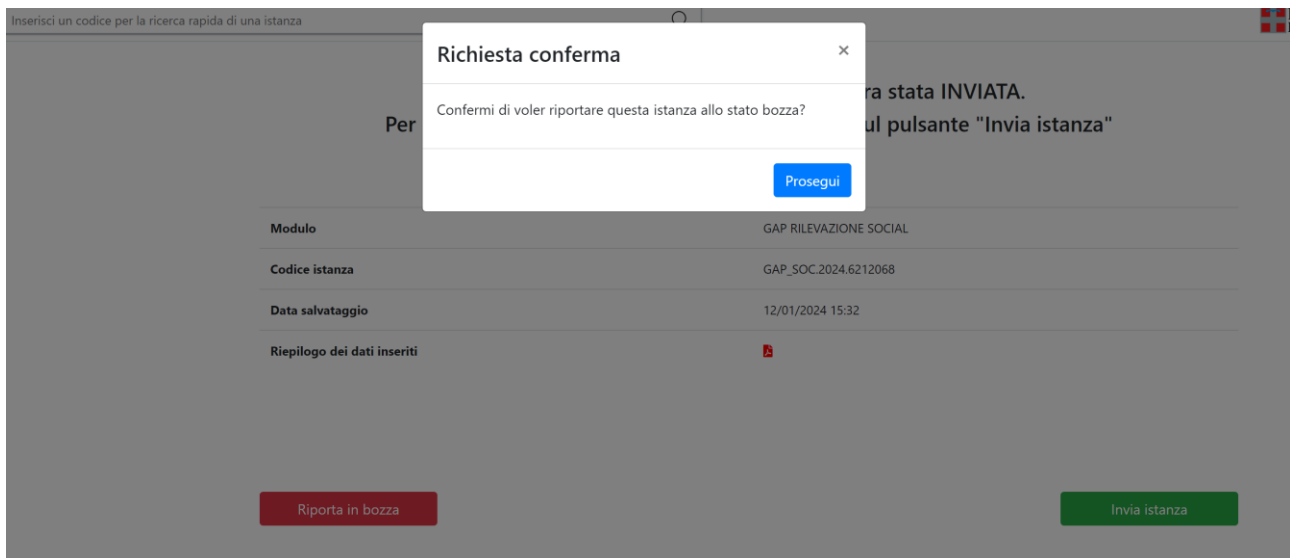 Inserisci un codice per la ricerca rapida di una istanza
Richiesta conferma
×
Confermi di voler riportare questa istanza allo stato bozza?
Prosegui
stata INVIATA.
Per
pulsante "Invia istanza"
Modulo GAP RILEVAZIONE SOCIAL
Codice istanza GAP_SOC.2024.6212068
Data salvataggio 12/01/2024 15:32
Riepilogo dei dati inseriti
Riporta in bozza Invia istanza